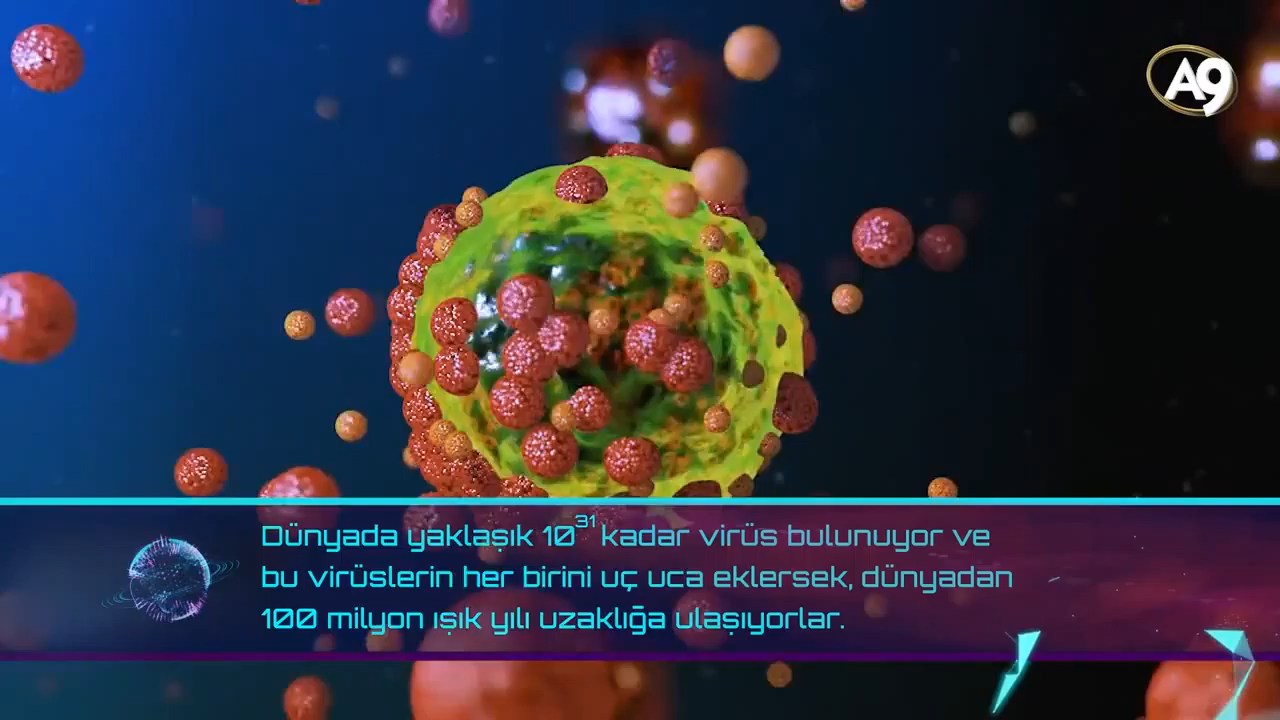 A9
Dünyada yaklaşık 10³¹ kadar virüs bulunuyor ve
bu virüslerin her birini uç uca eklersek, dünyadan
100 milyon ışık yılı uzaklığa ulaşıyorlar.